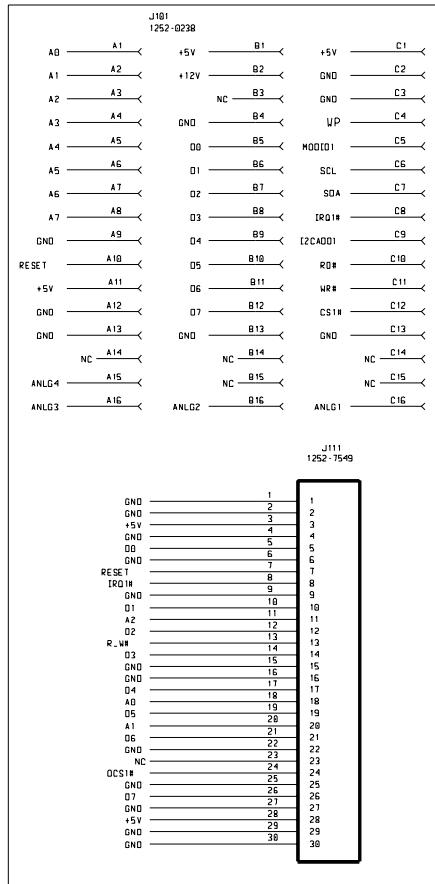 J101
1252-0238
A0 A1 +5V B1 +5V C1
A1 A2 +12V B2 GND C2
A2 A3 NC B3 GND C3
A3 A4 GND B4 WP C4
A4 A5 D0 B5 MODID1 C5
A5 A6 D1 B6 SCL C6
A6 A7 D2 B7 SDA C7
A7 A8 D3 B8 IRQ1# C8
GND A9 D4 B9 I2CADD1 C9
RESET A10 D5 B10 RD# C10
+5V A11 D6 B11 WR# C11
GND A12 D7 B12 CS1# C12
GND A13 GND B13 GND C13
NC A14 NC B14 NC C14
ANLG4 A15 NC B15 NC C15
ANLG3 A16 ANLG2 B16 ANLG1 C16
J111
1252-7549
GND 1 1
GND 2 2
+5V 3 3
GND 4 4
D0 5 5
GND 6 6
RESET 7 7
IRQ1# 8 8
GND 9 9
D1 10 10
A2 11 11
D2 12 12
R_W# 13 13
D3 14 14
GND 15 15
GND 16 16
D4 17 17
A0 18 18
D5 19 19
A1 20 20
D6 21 21
GND 22 22
NC 23 23
OCS1# 24 24
GND 25 25
D7 26 26
GND 27 27
+5V 28 28
GND 29 29
GND 30 30